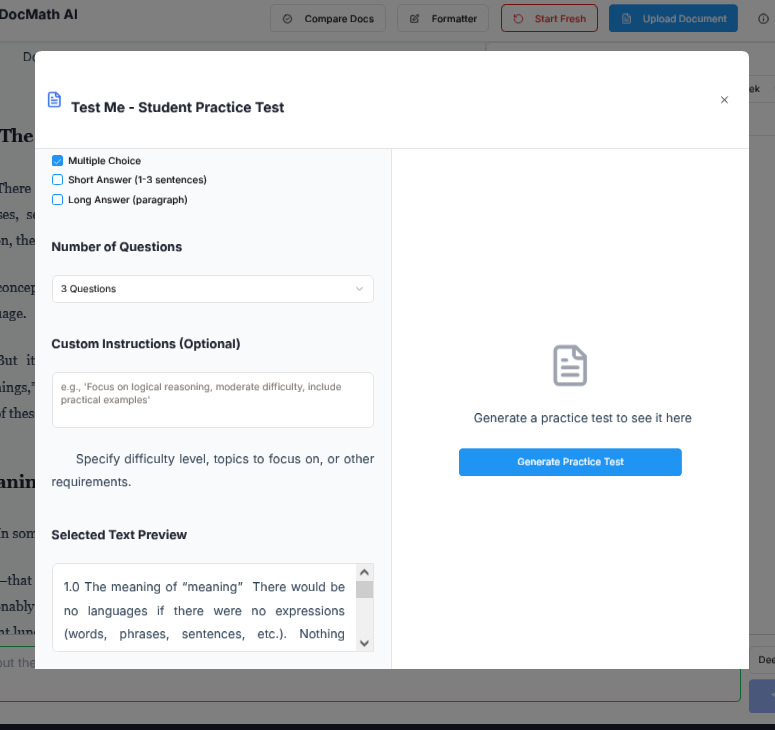 DocMath AI
Compare Docs
Formatter
Start Fresh
Upload Document
Test Me - Student Practice Test
Multiple Choice
Short Answer (1-3 sentences)
Long Answer (paragraph)
Number of Questions
3 Questions
Custom Instructions (Optional)
e.g., 'Focus on logical reasoning, moderate difficulty, include
practical examples'
Specify difficulty level, topics to focus on, or other
requirements.
Selected Text Preview
1.0 The meaning of “meaning” There would be
no languages if there were no expressions
(words, phrases, sentences, etc.). Nothing
Generate a practice test to see it here
Generate Practice Test
The
There